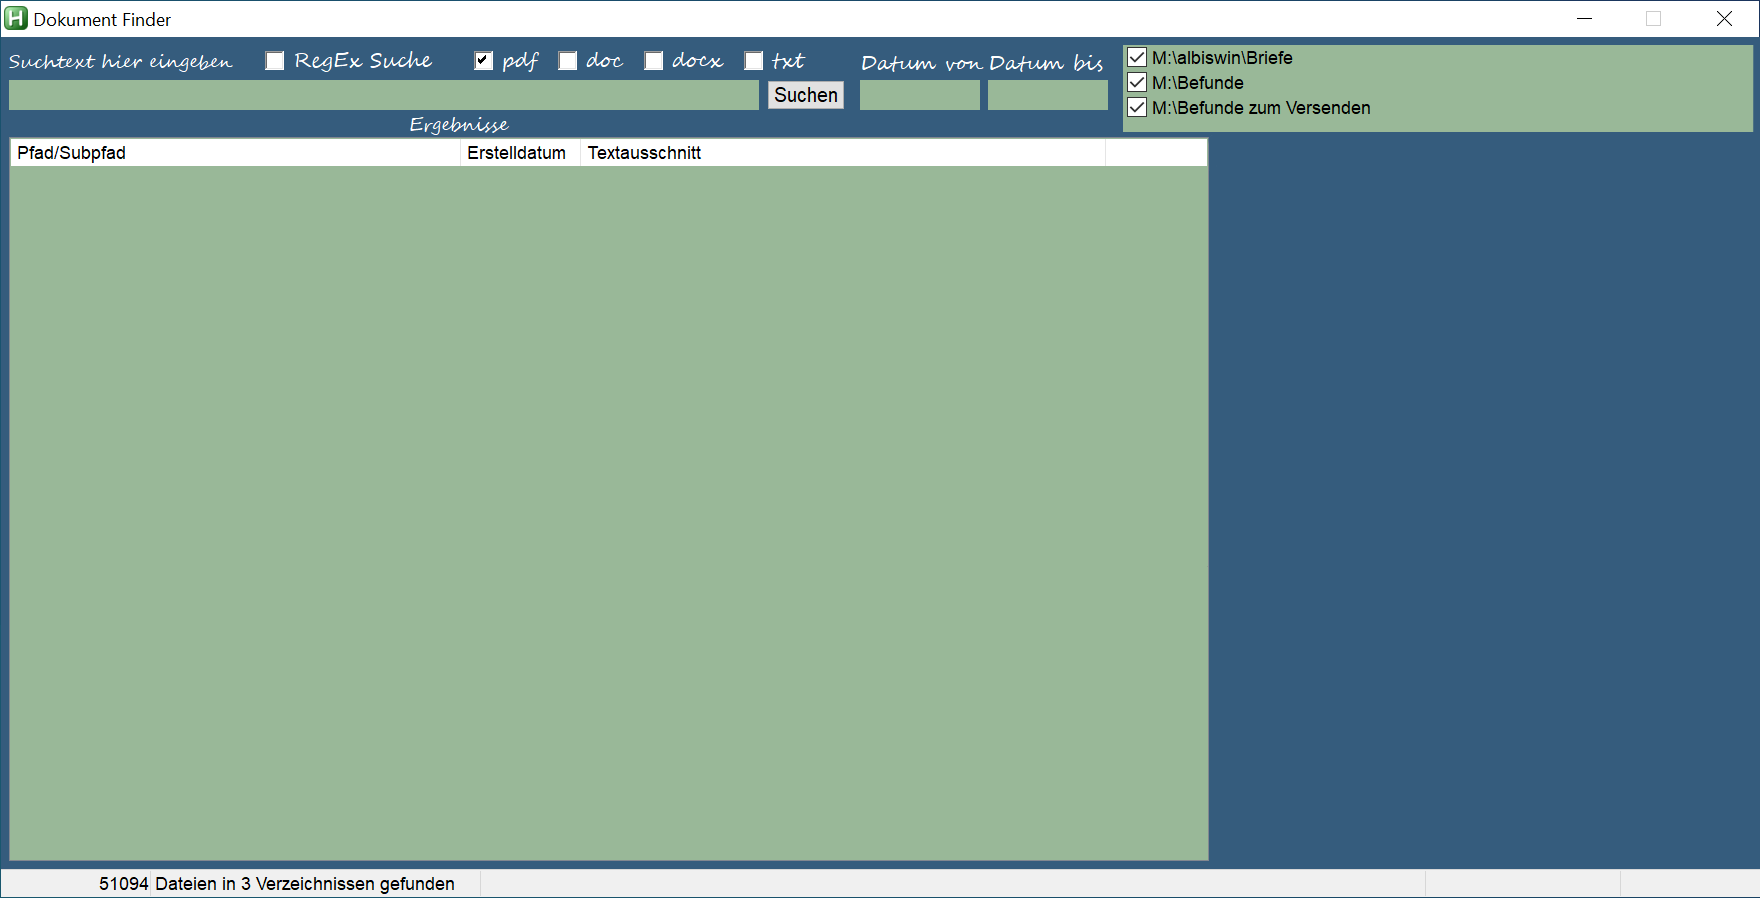 Dokument Finder
Suchtext hier eingeben RegEx Suche pdf doc docx txt Datum von Datum bis
Suchen
M:\albiswin\Briefe
M:\Befunde
M:\Befunde zum Versenden
Ergebnisse
Pfad/Subpfad Erstelldatum Textausschnitt
51094 Dateien in 3 Verzeichnissen gefunden